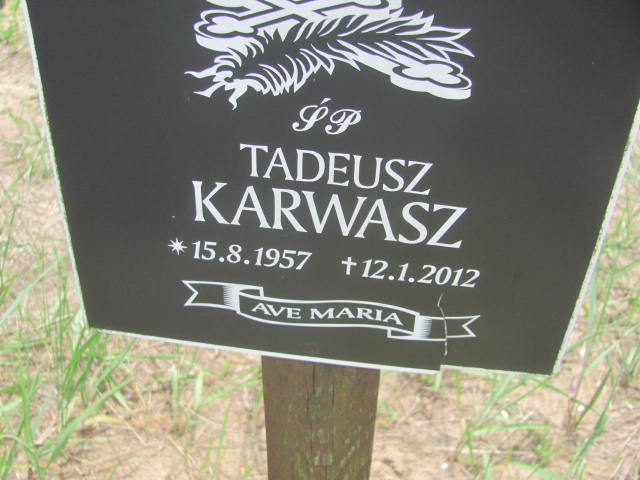 ŚP
TADEUSZ
KARWASZ
✴15.8.1957 ✝12.1.2012
AVE MARIA